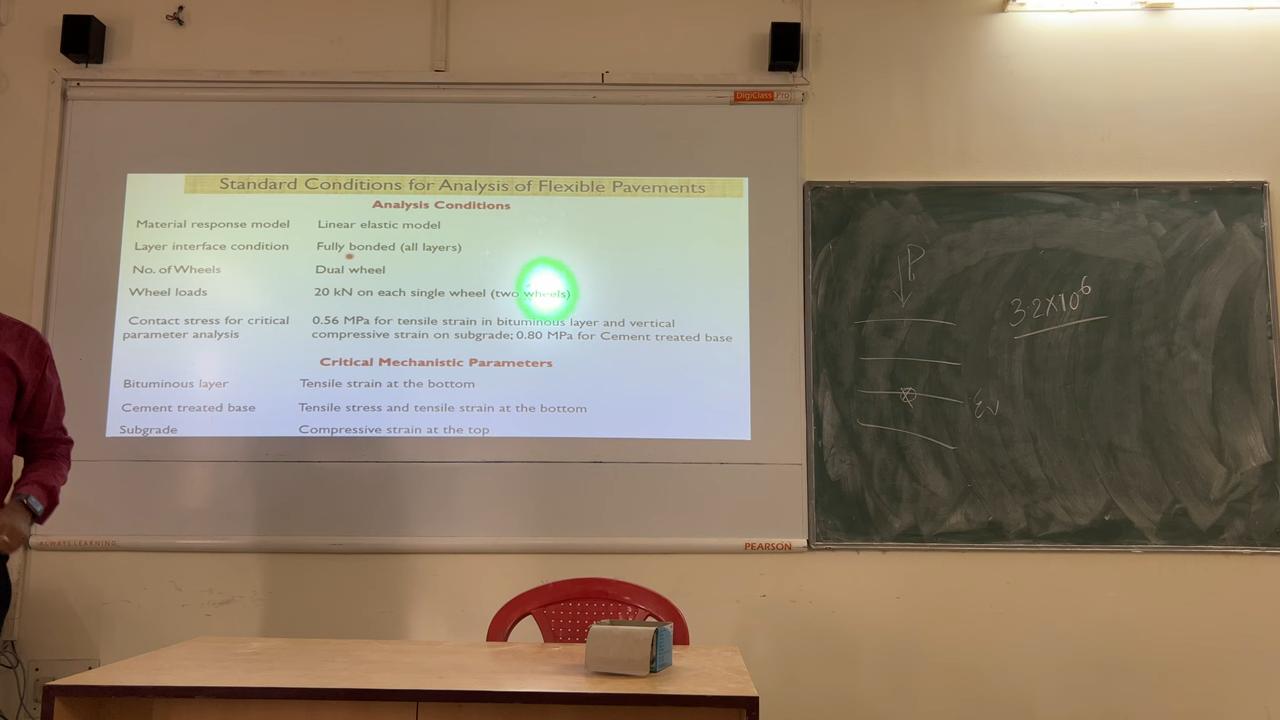 DigiClass Pro
Standard Conditions for Analysis of Flexible Pavements
Analysis Conditions
Material response model Linear elastic model
Layer interface condition Fully bonded (all layers)
No. of Wheels Dual wheel
Wheel loads 20 kN on each single wheel (two wheels)
Contact stress for critical parameter analysis 0.56 MPa for tensile strain in bituminous layer and vertical
compressive strain on subgrade; 0.80 MPa for Cement treated base
Critical Mechanistic Parameters
Bituminous layer Tensile strain at the bottom
Cement treated base Tensile stress and tensile strain at the bottom
Subgrade Compressive strain at the top
ALWAYS LEARNING
PEARSON
P
32×10⁶
εv